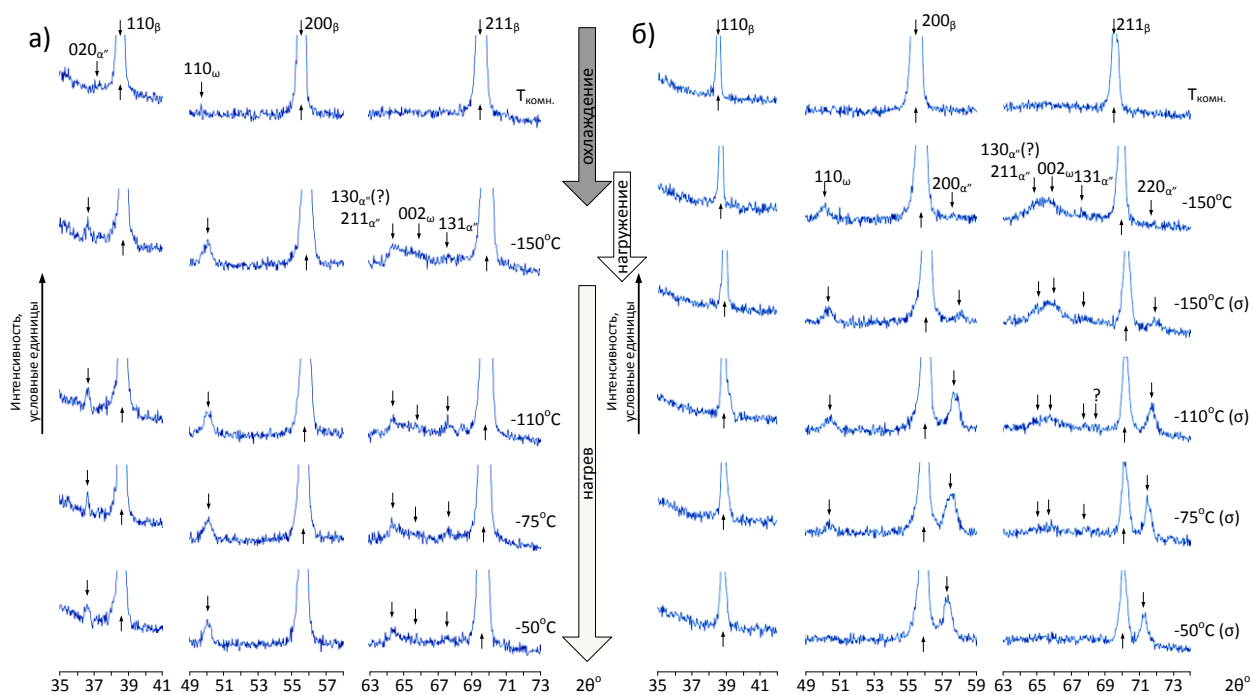 а)
110β
020α"
110ω
200β
211β
Tкомн.
130α"(?)
211α"
002ω
131α"
-150°C
-110°C
-75°C
-50°C
Интенсивность,
условные единицы
35 37 39 41 49 51 53 55 57 63 65 67 69 71 73 2θ°
охлаждение
нагружение
нагрев
б)
110β
200β
211β
Tкомн.
110ω
200α"
130α"(?)
211α"
002ω
131α"
220α"
-150°C
-150°C (σ)
?
-110°C (σ)
-75°C (σ)
-50°C (σ)
Интенсивность,
условные единицы
35 37 39 41 49 51 53 55 57 59 63 65 67 69 71 73 2θ°